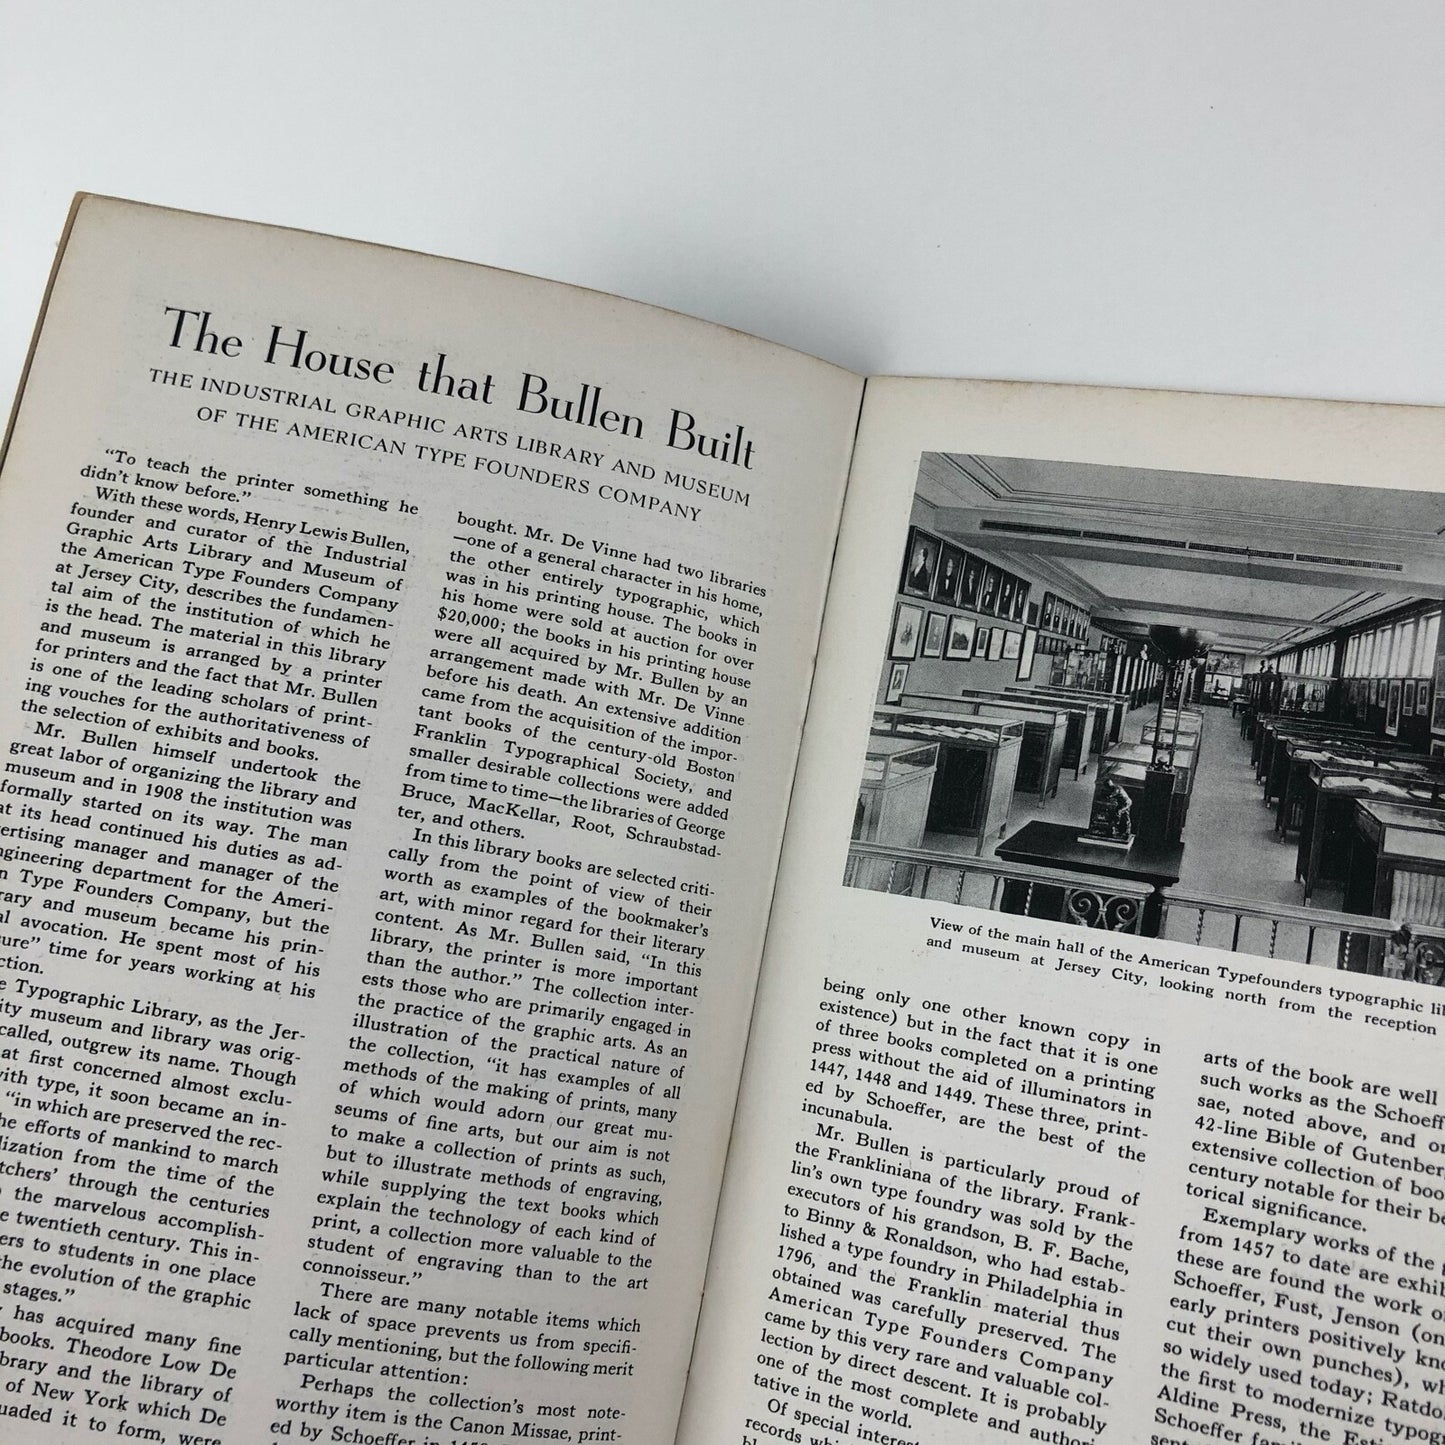 The House that Bullen Built
THE INDUSTRIAL GRAPHIC ARTS LIBRARY AND MUSEUM
OF THE AMERICAN TYPE FOUNDERS COMPANY
“To teach the printer something he
didn’t know before.”
With these words, Henry Lewis Bullen,
founder and curator of the Industrial
Graphic Arts Library and Museum of
the American Type Founders Company
at Jersey City, describes the fundamen-
tal aim of the institution of which he
is the head. The material in this library
and museum is arranged by a printer
for printers and the fact that Mr. Bullen
is one of the leading scholars of print-
ing vouches for the authoritativeness of
the selection of exhibits and books.
Mr. Bullen himself undertook the
great labor of organizing the library and
museum and in 1908 the institution was
formally started on its way. The man
at its head continued his duties as ad-
vertising manager and manager of the
ngineering department for the Ameri-
n Type Founders Company, but the
rary and museum became his prin-
al avocation. He spent most of his
ure” time for years working at his
ction.
e Typographic Library, as the Jer-
ity museum and library was orig-
called, outgrew its name. Though
at first concerned almost exclu-
with type, it soon became an in-
“in which are preserved the rec-
he efforts of mankind to march
lization from the time of the
tchers’ through the centuries
the marvelous accomplish-
e twentieth century. This in-
ers to students in one place
the evolution of the graphic
stages.”
has acquired many fine
books. Theodore Low De
brary and the library of
of New York which De
uaded it to form, were
bought. Mr. De Vinne had two libraries
—one of a general character in his home,
the other entirely typographic, which
was in his printing house. The books in
his home were sold at auction for over
$20,000; the books in his printing house
were all acquired by Mr. Bullen by an
arrangement made with Mr. De Vinne
before his death. An extensive addition
came from the acquisition of the impor-
tant books of the century-old Boston
Franklin Typographical Society, and
smaller desirable collections were added
from time to time—the libraries of George
Bruce, MacKellar, Root, Schraubstad-
ter, and others.
In this library books are selected criti-
cally from the point of view of their
worth as examples of the bookmaker’s
art, with minor regard for their literary
content. As Mr. Bullen said, “In this
library, the printer is more important
than the author.” The collection inter-
ests those who are primarily engaged in
the practice of the graphic arts. As an
illustration of the practical nature of
the collection, “it has examples of all
methods of the making of prints, many
of which would adorn our great mu-
seums of fine arts, but our aim is not
to make a collection of prints as such,
but to illustrate methods of engraving,
while supplying the text books which
explain the technology of each kind of
print, a collection more valuable to the
student of engraving than to the art
connoisseur.”
There are many notable items which
lack of space prevents us from specifi-
cally mentioning, but the following merit
particular attention:
Perhaps the collection’s most note-
worthy item is the Canon Missae, print-
ed by Schoeffer in
View of the main hall of the American Typefounders typographic
and museum at Jersey City, looking north from the reception
being only one other known copy in
existence) but in the fact that it is one
of three books completed on a printing
press without the aid of illuminators in
1447, 1448 and 1449. These three, print-
ed by Schoeffer, are the best of the
incunabula.
Mr. Bullen is particularly proud of
the Frankliniana of the library. Frank-
lin’s own type foundry was sold by the
executors of his grandson, B. F. Bache,
to Binny & Ronaldson, who had estab-
lished a type foundry in Philadelphia in
1796, and the Franklin material thus
obtained was carefully preserved. The
American Type Founders Company
came by this very rare and valuable col-
lection by direct descent. It is probably
one of the most complete and authori-
tative in the world.
Of special interest
records
arts of the book are well
such works as the Schoeff
sae, noted above, and
42-line Bible of Gutenberg
extensive collection of boo
century notable for their be
torical significance.
Exemplary works of the
from 1457 to date are exhib
these are found the work o
Schoeffer, Fust, Jenson (on
early printers positively kno
cut their own punches), wh
so widely used today; Ratdo
the first to modernize typog
Aldine Press, the Esti
Schoeffer fam
sent